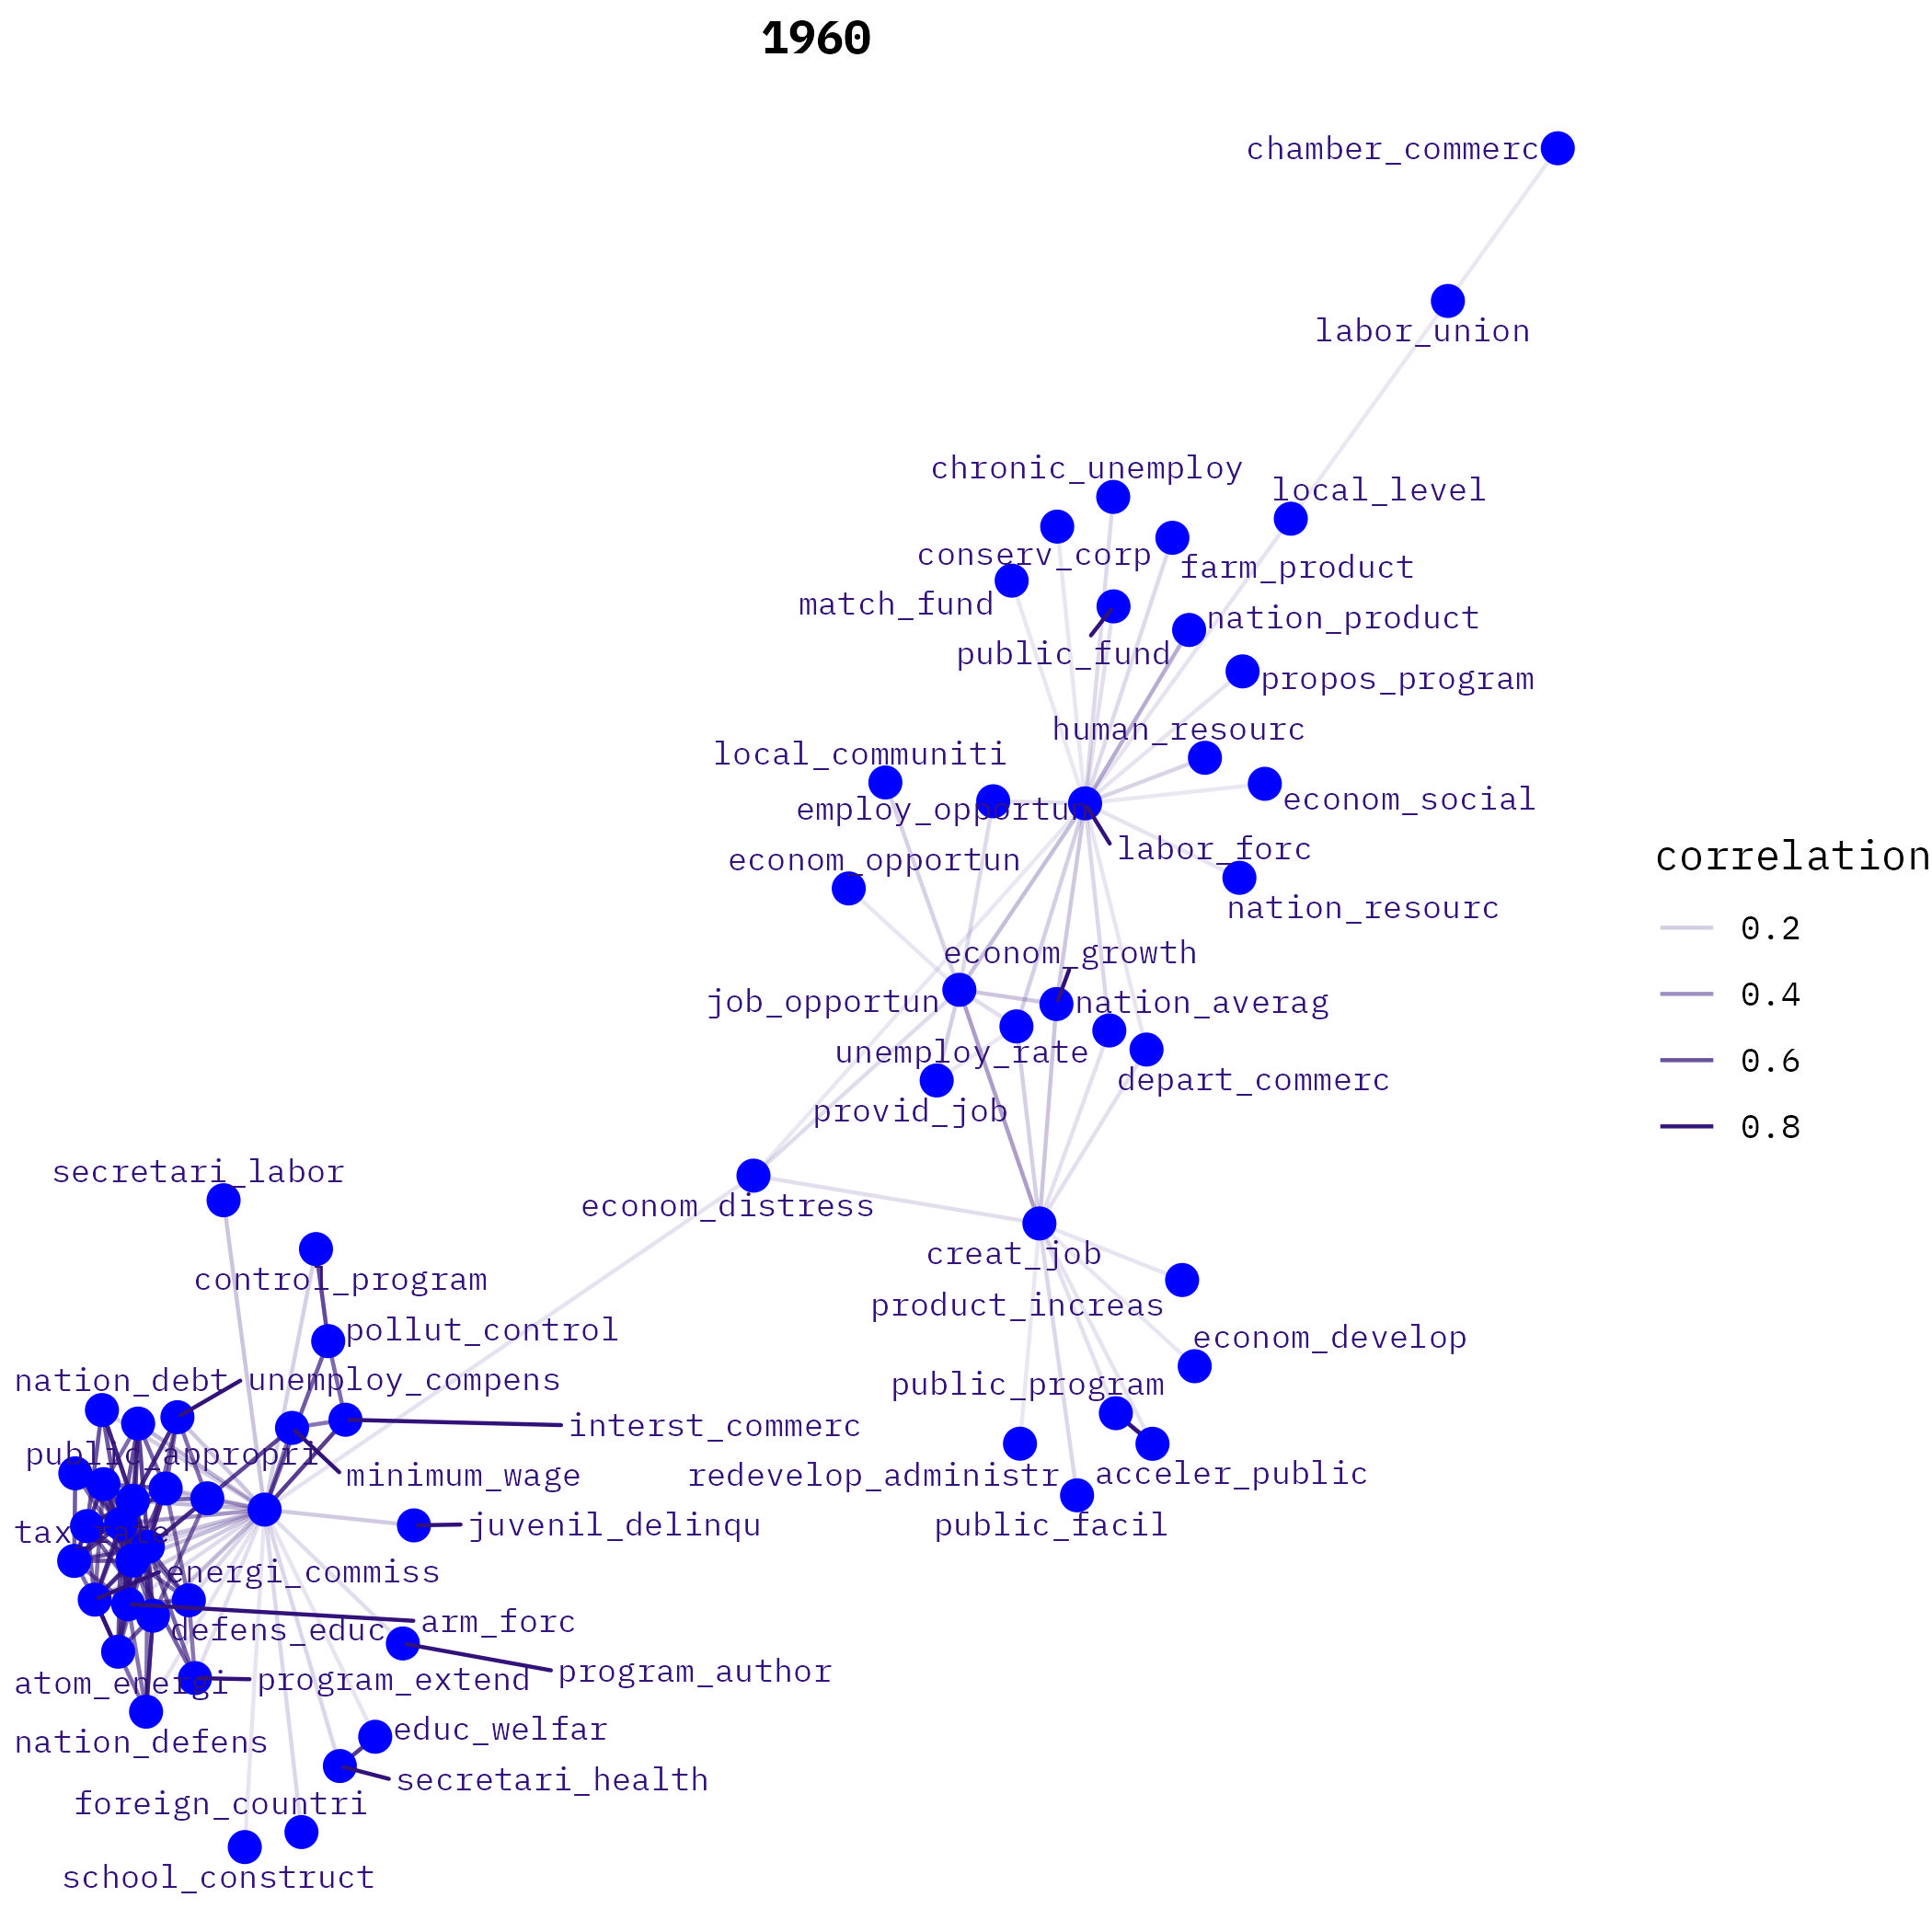 1960
chamber_commerc
labor_union
chronic_unemploy
local_level
conserv_corp
farm_product
match_fund
nation_product
public_fund
propos_program
human_resourc
local_communiti
econom_social
employ_opportun
labor_forc
correlation
econom_opportun
nation_resourc
0.2
econom_growth
0.4
job_opportun
nation_averag
unemploy_rate
0.6
depart_commerc
provid_job
0.8
secretari_labor
econom_distress
creat_job
control_program
product_increas
pollut_control
econom_develop
nation_debt
unemploy_compens
public_program
interst_commerc
public_appropri
minimum_wage
redevelop_administr
acceler_public
juvenil_delinqu
public_facil
tax_rate
energi_commiss
arm_forc
defens_educ
program_author
atom_energi
program_extend
educ_welfar
nation_defens
secretari_health
foreign_countri
school_construct